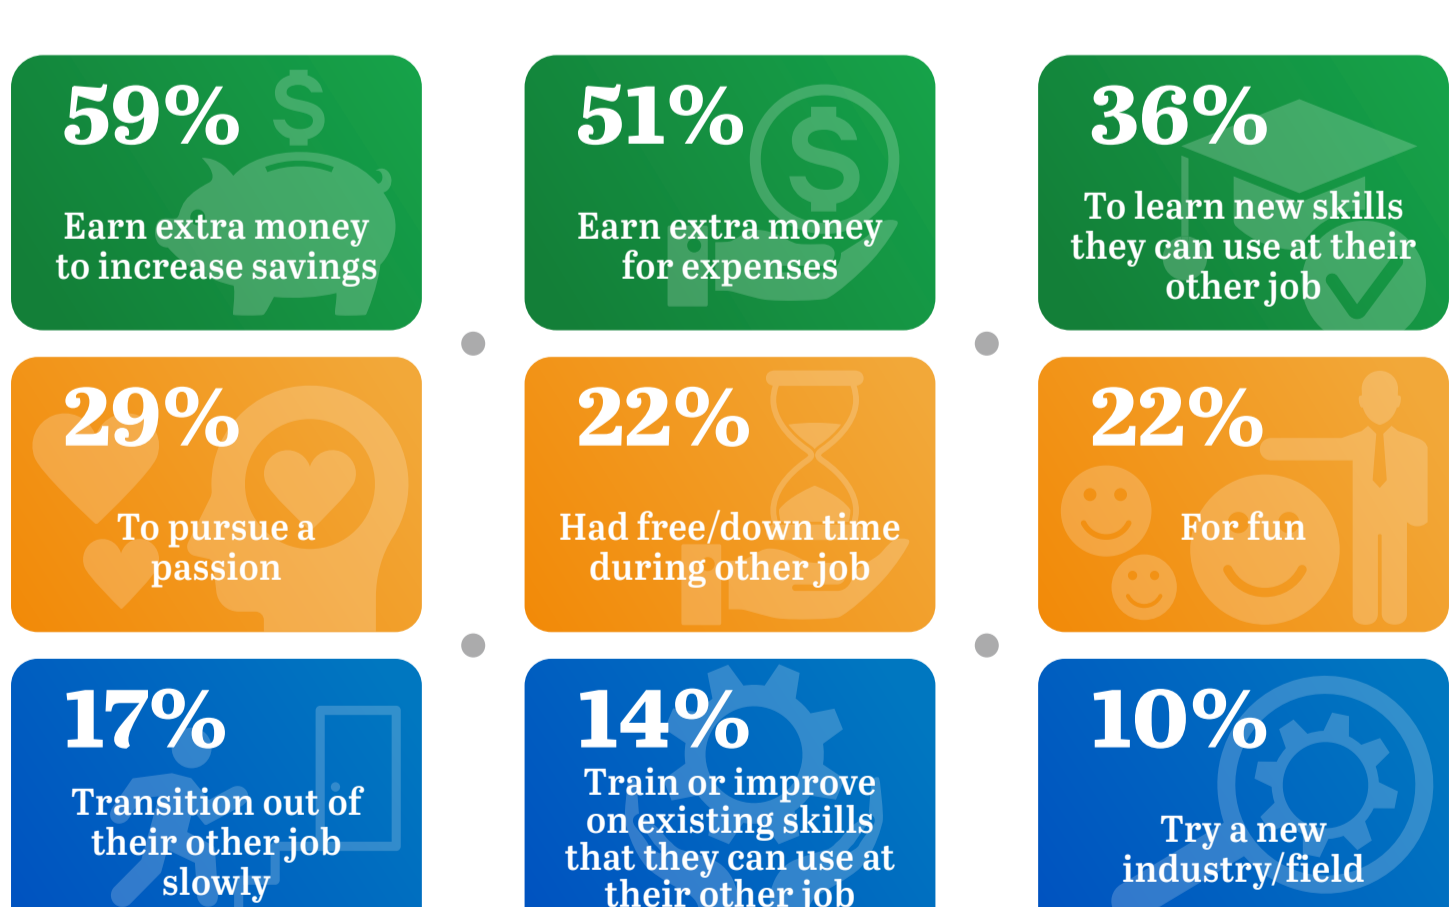 59%
Earn extra money
to increase savings
51%
Earn extra money
for expenses
36%
To learn new skills
they can use at their
other job
29%
To pursue a
passion
22%
Had free/down time
during other job
22%
For fun
17%
Transition out of
their other job
slowly
14%
Train or improve
on existing skills
that they can use at
their other job
10%
Try a new
industry/field